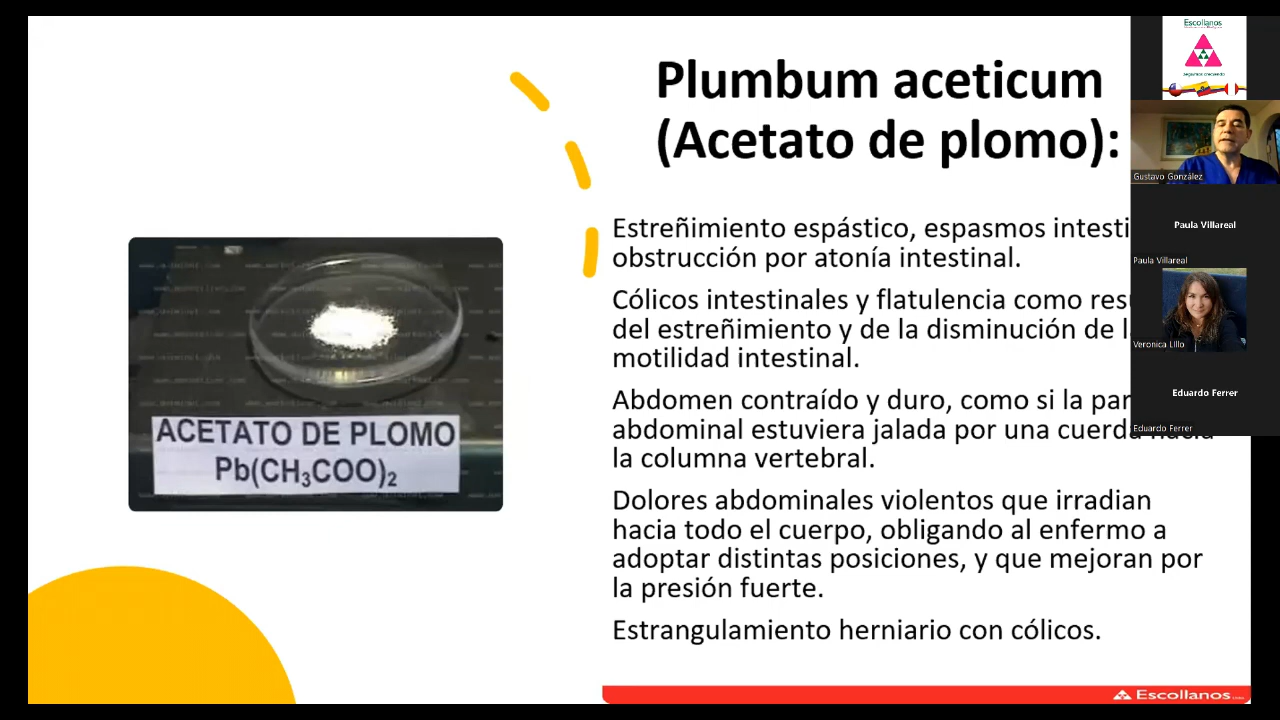 Plumbum aceticum
(Acetato de plomo):
Estreñimiento espástico, espasmos intesti
obstrucción por atonía intestinal.
Cólicos intestinales y flatulencia como resu
del estreñimiento y de la disminución de l
motilidad intestinal.
Abdomen contraído y duro, como si la par
abdominal estuviera jalada por una cuerda hacia
la columna vertebral.
Dolores abdominales violentos que irradian
hacia todo el cuerpo, obligando al enfermo a
adoptar distintas posiciones, y que mejoran por
la presión fuerte.
Estrangulamiento herniario con cólicos.
ACETATO DE PLOMO
Pb(CH₃COO)₂
Escollanos
Escollanos
Gustavo González
Paula Villareal
Paula Villareal
Veronica LIllo
Eduardo Ferrer
Eduardo Ferrer